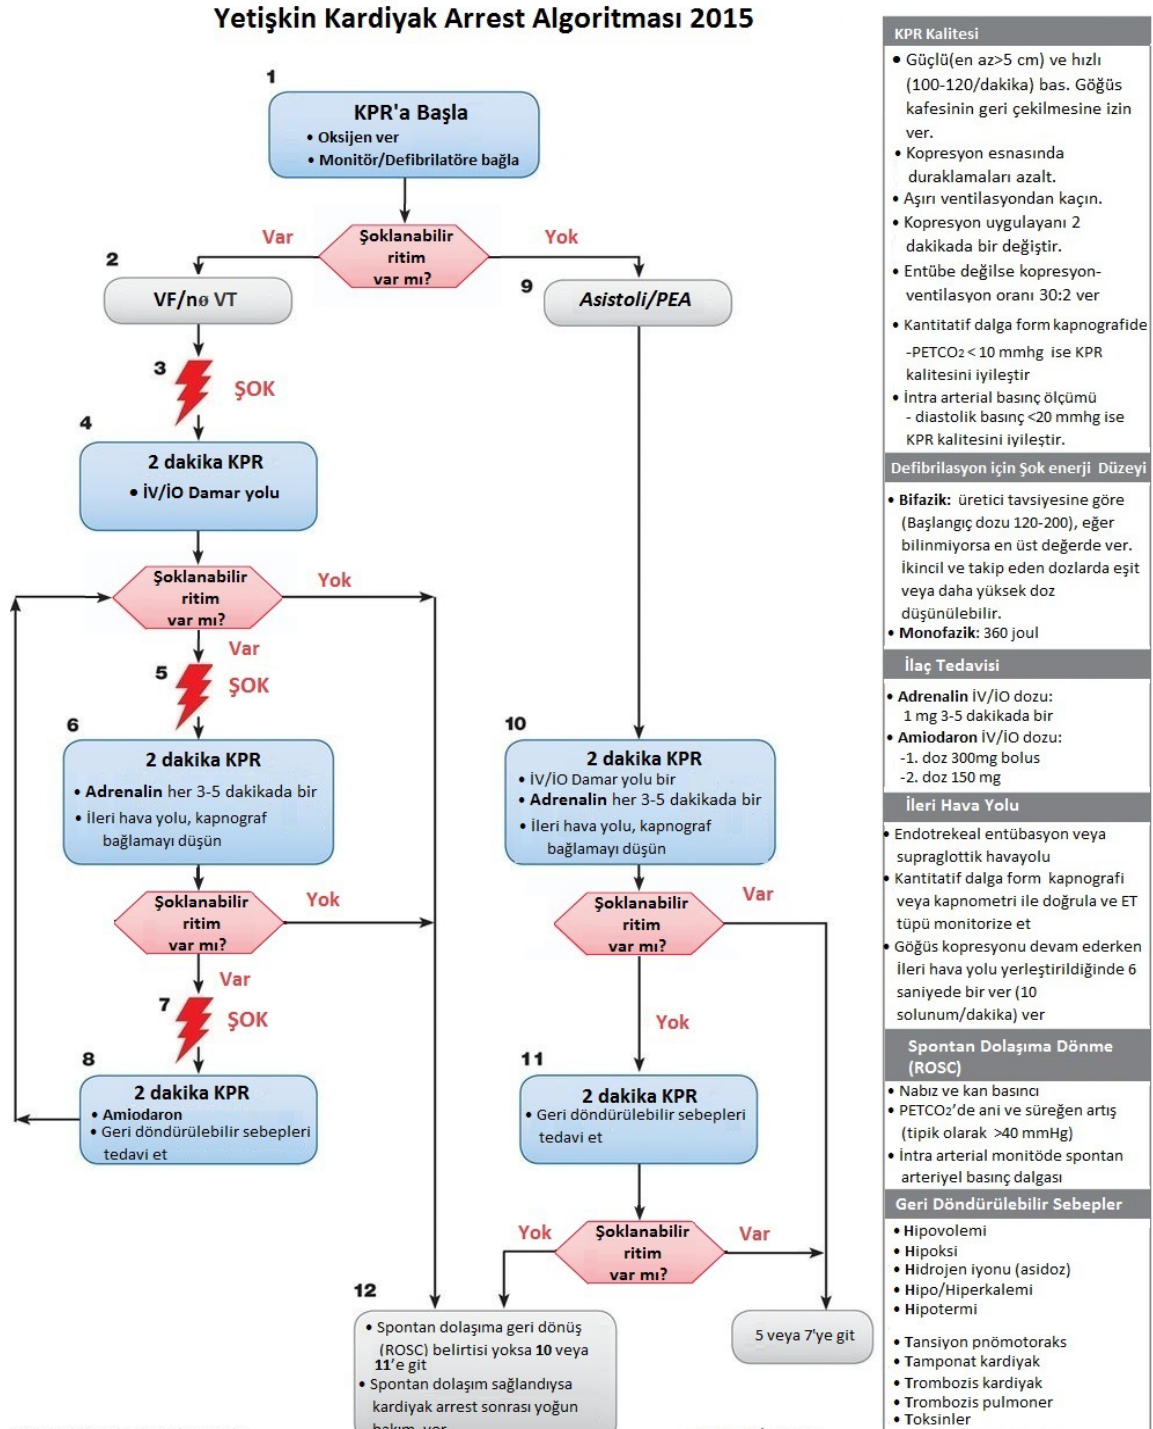 Yetişkin Kardiyak Arrest Algoritması 2015
1
KPR'a Başla
• Oksijen ver
• Monitör/Defibrilatöre bağla
Şoklanabilir
ritim
var mı?
Var
Yok
2
VF/nø VT
9
Asistoli/PEA
3
ŞOK
4
2 dakika KPR
• İV/İO Damar yolu
Şoklanabilir
ritim
var mı?
Yok
Var
5
ŞOK
6
2 dakika KPR
• Adrenalin her 3-5 dakikada bir
• İleri hava yolu, kapnograf
bağlamayı düşün
10
2 dakika KPR
• İV/İO Damar yolu bir
• Adrenalin her 3-5 dakikada bir
• İleri hava yolu, kapnograf
bağlamayı düşün
Şoklanabilir
ritim
var mı?
Yok
Var
7
ŞOK
8
2 dakika KPR
• Amiodaron
• Geri döndürülebilir sebepleri
tedavi et
Şoklanabilir
ritim
var mı?
Var
Yok
11
2 dakika KPR
• Geri döndürülebilir sebepleri
tedavi et
Şoklanabilir
ritim
var mı?
Yok
Var
12
• Spontan dolaşıma geri dönüş
(ROSC) belirtisi yoksa 10 veya
11'e git
• Spontan dolaşım sağlandıysa
kardiyak arrest sonrası yoğun
5 veya 7'ye git
KPR Kalitesi
• Güçlü(en az>5 cm) ve hızlı
(100-120/dakika) bas. Göğüs
kafesinin geri çekilmesine izin
ver.
• Kopresyon esnasında
duraklamaları azalt.
• Aşırı ventilasyondan kaçın.
• Kopresyon uygulayanı 2
dakikada bir değiştir.
• Entübe değilse kopresyon-
ventilasyon oranı 30:2 ver
• Kantitatif dalga form kapnografide
-PETCO2 < 10 mmhg ise KPR
kalitesini iyileştir
• İntra arterial basınç ölçümü
- diastolik basınç <20 mmhg ise
KPR kalitesini iyileştir.
Defibrilasyon için Şok enerji Düzeyi
• Bifazik: üretici tavsiyesine göre
(Başlangıç dozu 120-200), eğer
bilinmiyorsa en üst değerde ver.
İkincil ve takip eden dozlarda eşit
veya daha yüksek doz
düşünülebilir.
• Monofazik: 360 joul
İlaç Tedavisi
• Adrenalin İV/İO dozu:
1 mg 3-5 dakikada bir
• Amiodaron İV/İO dozu:
-1. doz 300mg bolus
-2. doz 150 mg
İleri Hava Yolu
• Endotrekeal entübasyon veya
supraglottik havayolu
• Kantitatif dalga form kapnografi
veya kapnometri ile doğrula ve ET
tüpü monitorize et
• Göğüs kopresyonu devam ederken
İleri hava yolu yerleştirildiğinde 6
saniyede bir ver (10
solunum/dakika) ver
Spontan Dolaşıma Dönme
(ROSC)
• Nabız ve kan basıncı
• PETCO2'de ani ve süreğen artış
(tipik olarak >40 mmHg)
• İntra arterial monitöde spontan
arteriyel basınç dalgası
Geri Döndürülebilir Sebepler
• Hipovolemi
• Hipoksi
• Hidrojen iyonu (asidoz)
• Hipo/Hiperkalemi
• Hipotermi
• Tansiyon pnömotoraks
• Tamponat kardiyak
• Trombozis kardiyak
• Trombozis pulmoner
• Toksinler